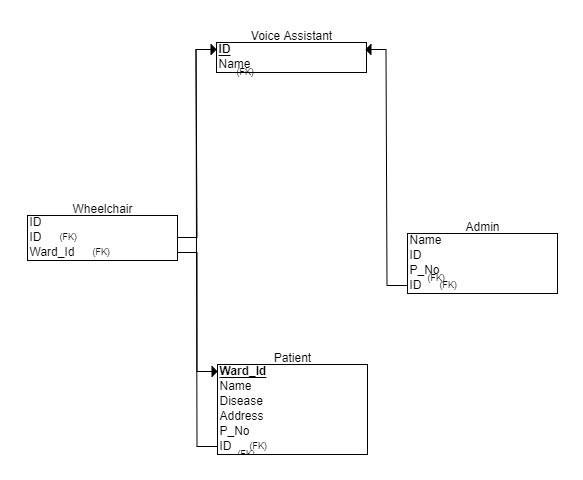 Voice Assistant
ID
Name
(FK)
Wheelchair
ID
ID (FK)
Ward_Id (FK)
Admin
Name
ID
P_No
(FK)
ID (FK)
Patient
Ward_Id
Name
Disease
Address
P_No
ID (FK)
(FK)